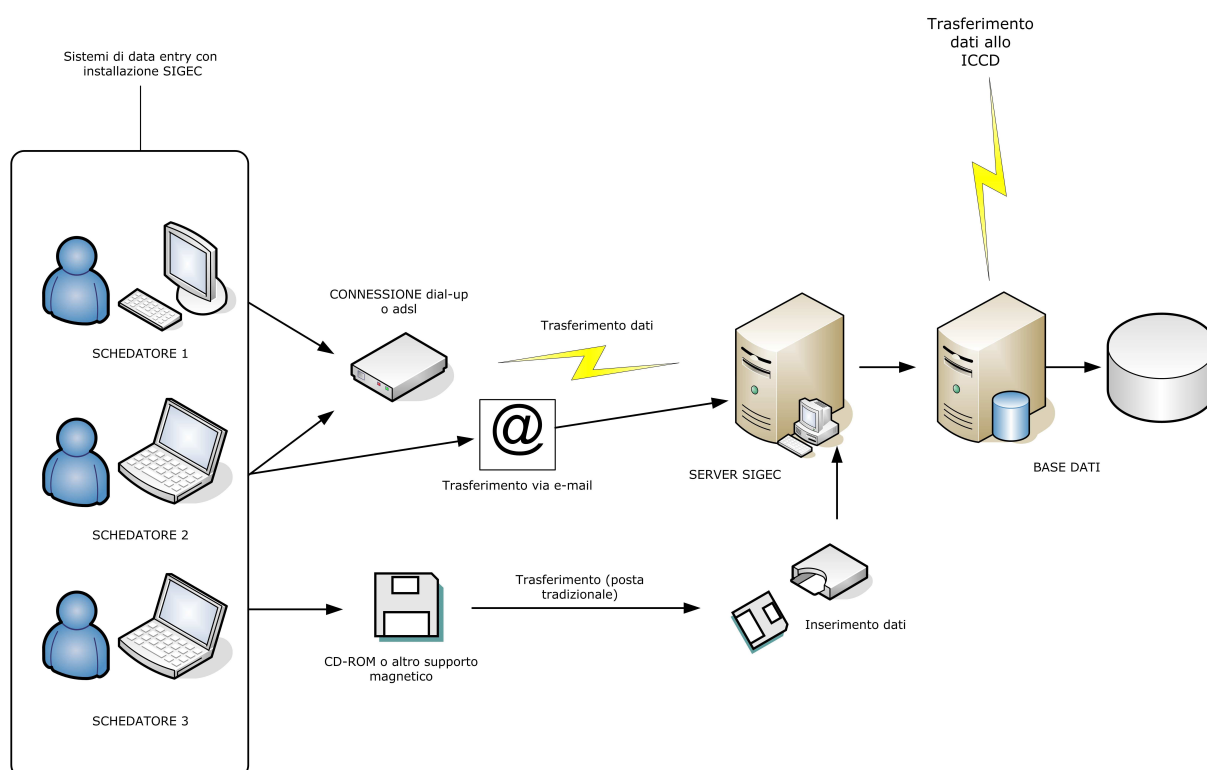 Trasferimento
dati allo
ICCD
Sistemi di data entry con
installazione SIGEC
CONNESSIONE dial-up
o adsl
Trasferimento dati
SCHEDATORE 1
@
Trasferimento via e-mail
SERVER SIGEC
BASE DATI
SCHEDATORE 2
Trasferimento (posta
tradizionale)
Inserimento dati
CD-ROM o altro supporto
magnetico
SCHEDATORE 3